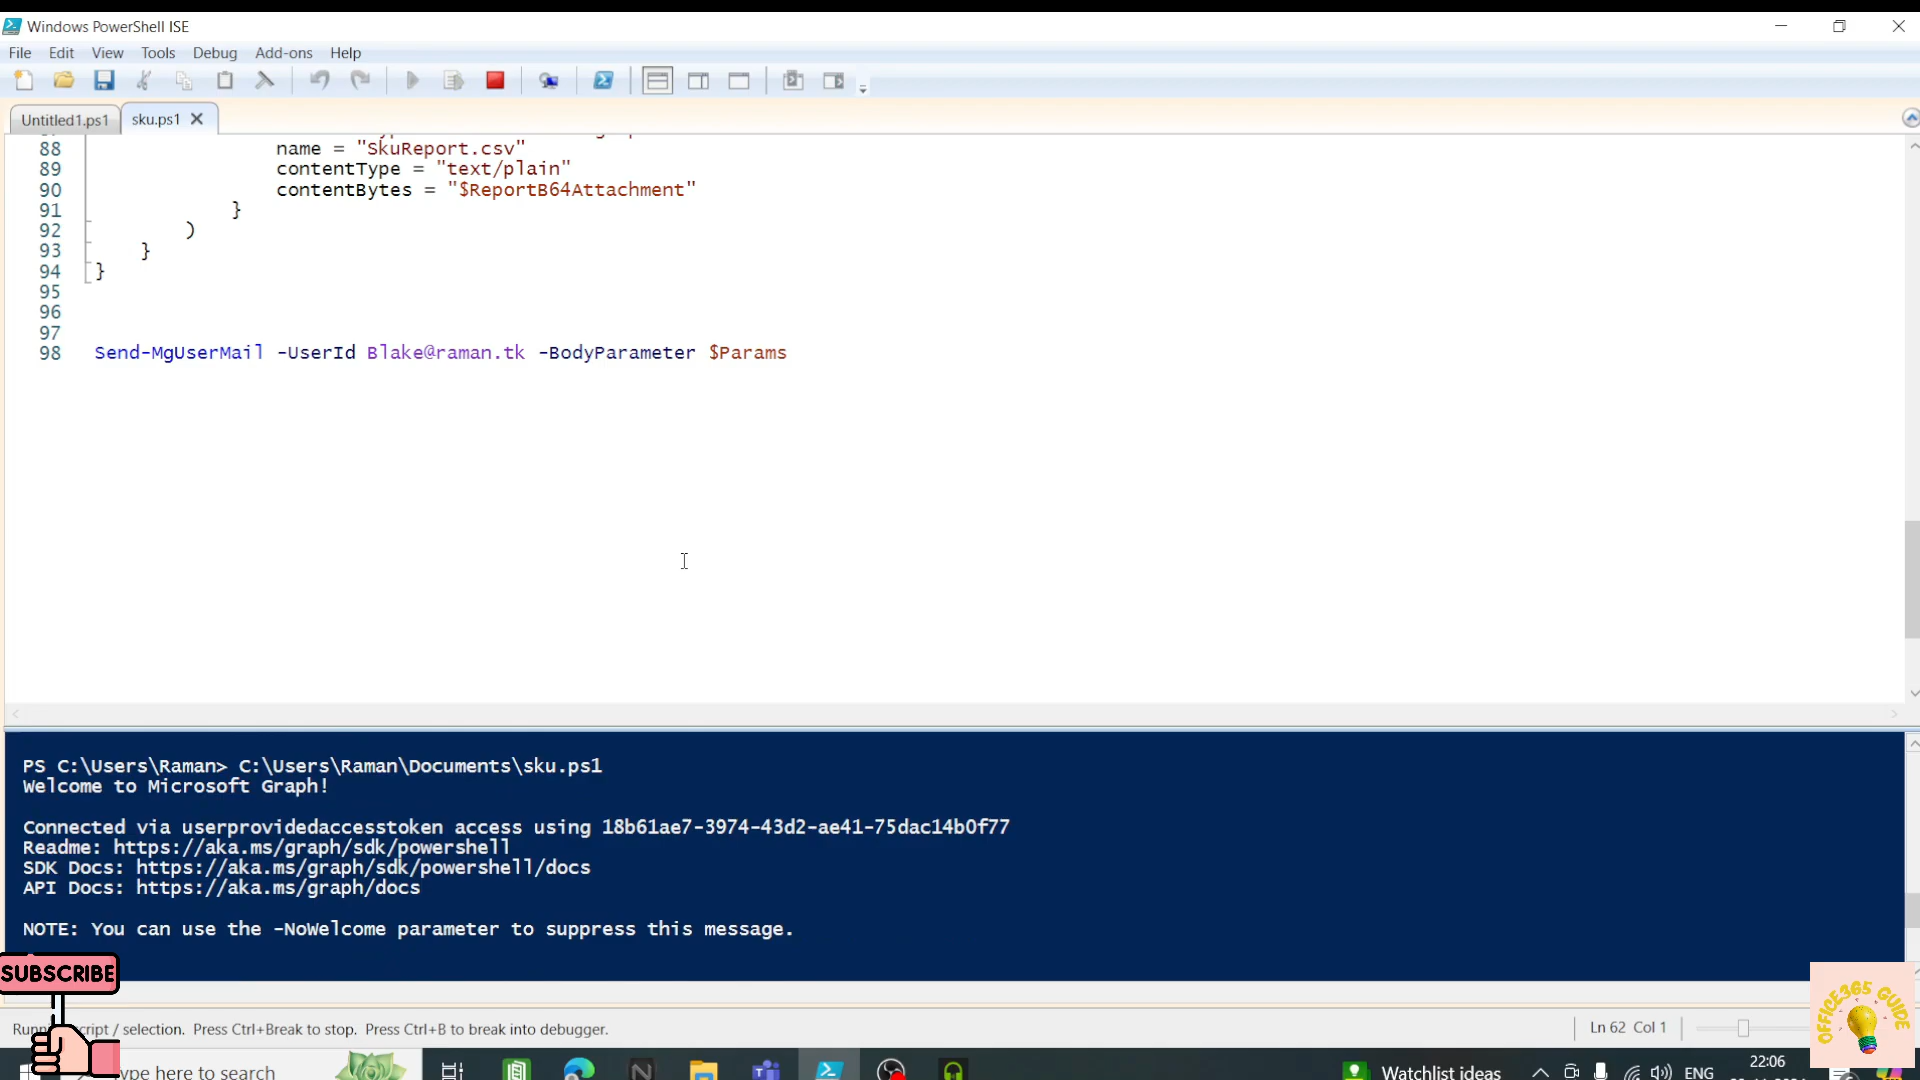 Windows PowerShell ISE
File Edit View Tools Debug Add-ons Help
Untitled1.ps1 sku.ps1
88 name = "SkuReport.csv"
89 contentType = "text/plain"
90 contentBytes = "$ReportB64Attachment"
91 }
92 )
93 }
94 }
95
96
97
98 Send-MgUserMail -UserId Blake@raman.tk -BodyParameter $Params
PS C:\Users\Raman> C:\Users\Raman\Documents\sku.ps1
Welcome to Microsoft Graph!
Connected via userprovidedaccesstoken access using 18b61ae7-3974-43d2-ae41-75dac14b0f77
Readme: https://aka.ms/graph/sdk/powershell
SDK Docs: https://aka.ms/graph/sdk/powershell/docs
API Docs: https://aka.ms/graph/docs
NOTE: You can use the -NoWelcome parameter to suppress this message.
SUBSCRIBE
OFFICE365 GUIDE
/ selection. Press Ctrl+Break to stop. Press Ctrl+B to break into debugger.
Ln 62 Col 1
here to search
Watchlist ideas
ENG
22:06